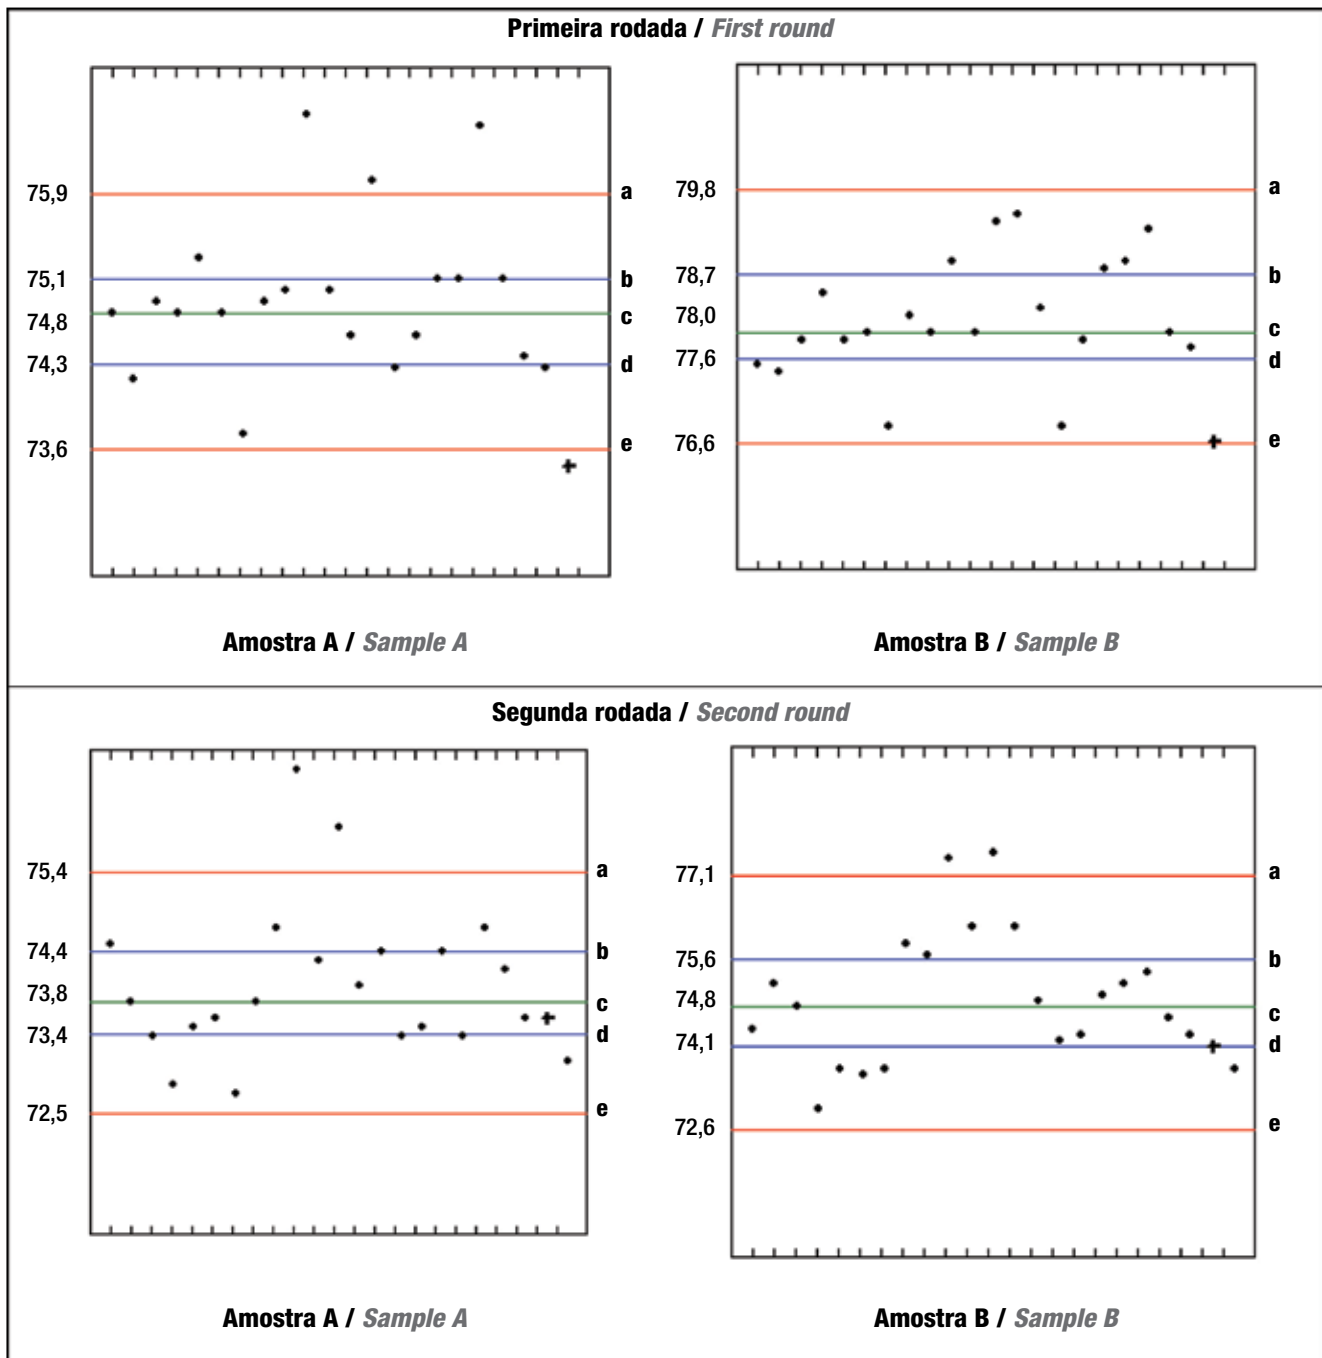 Primeira rodada / First round
75,9 a
75,1 b
74,8 c
74,3 d
73,6 e
Amostra A / Sample A
79,8 a
78,7 b
78,0 c
77,6 d
76,6 e
Amostra B / Sample B
Segunda rodada / Second round
75,4 a
74,4 b
73,8 c
73,4 d
72,5 e
Amostra A / Sample A
77,1 a
75,6 b
74,8 c
74,1 d
72,6 e
Amostra B / Sample B